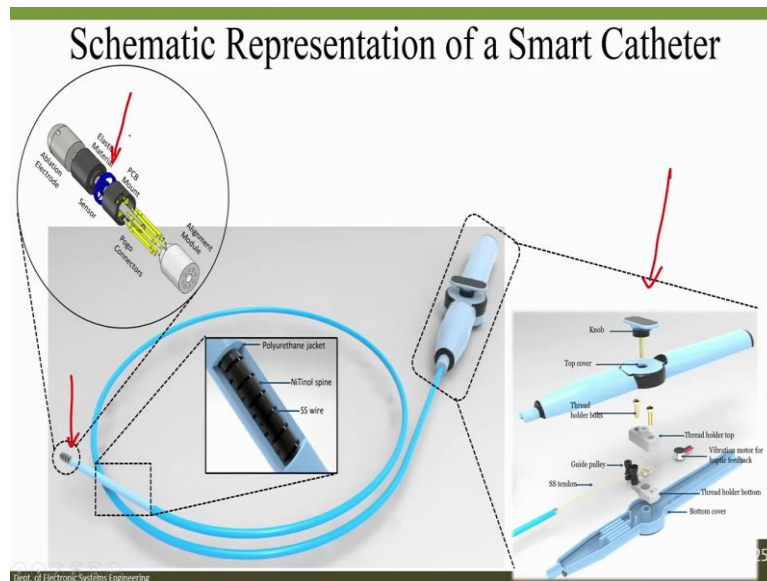 Schematic Representation of a Smart Catheter
Ablation
Electrode
Sensor
Material
PCB
Mount
Pogo
Connectors
Alignment
Module
Polyurethane jacket
NiTinol spine
SS wire
Knob
Top cover
Thread
holder bolts
Thread holder top
Vibration motor for
haptic feedback
Guide pulley
SS tendon
Thread holder bottom
Bottom cover
25
Dept. of Electronic Systems Engineering